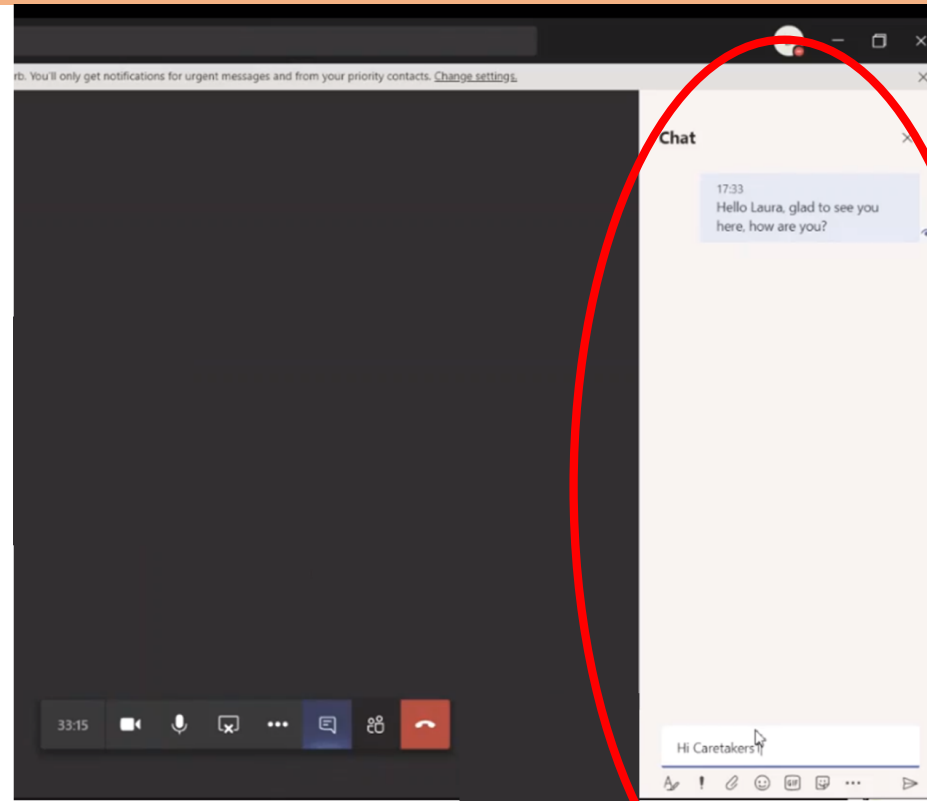 rb. You'll only get notifications for urgent messages and from your priority contacts. Change settings.
Chat
17:33
Hello Laura, glad to see you
here, how are you?
33:15
Hi Caretakers
GIF